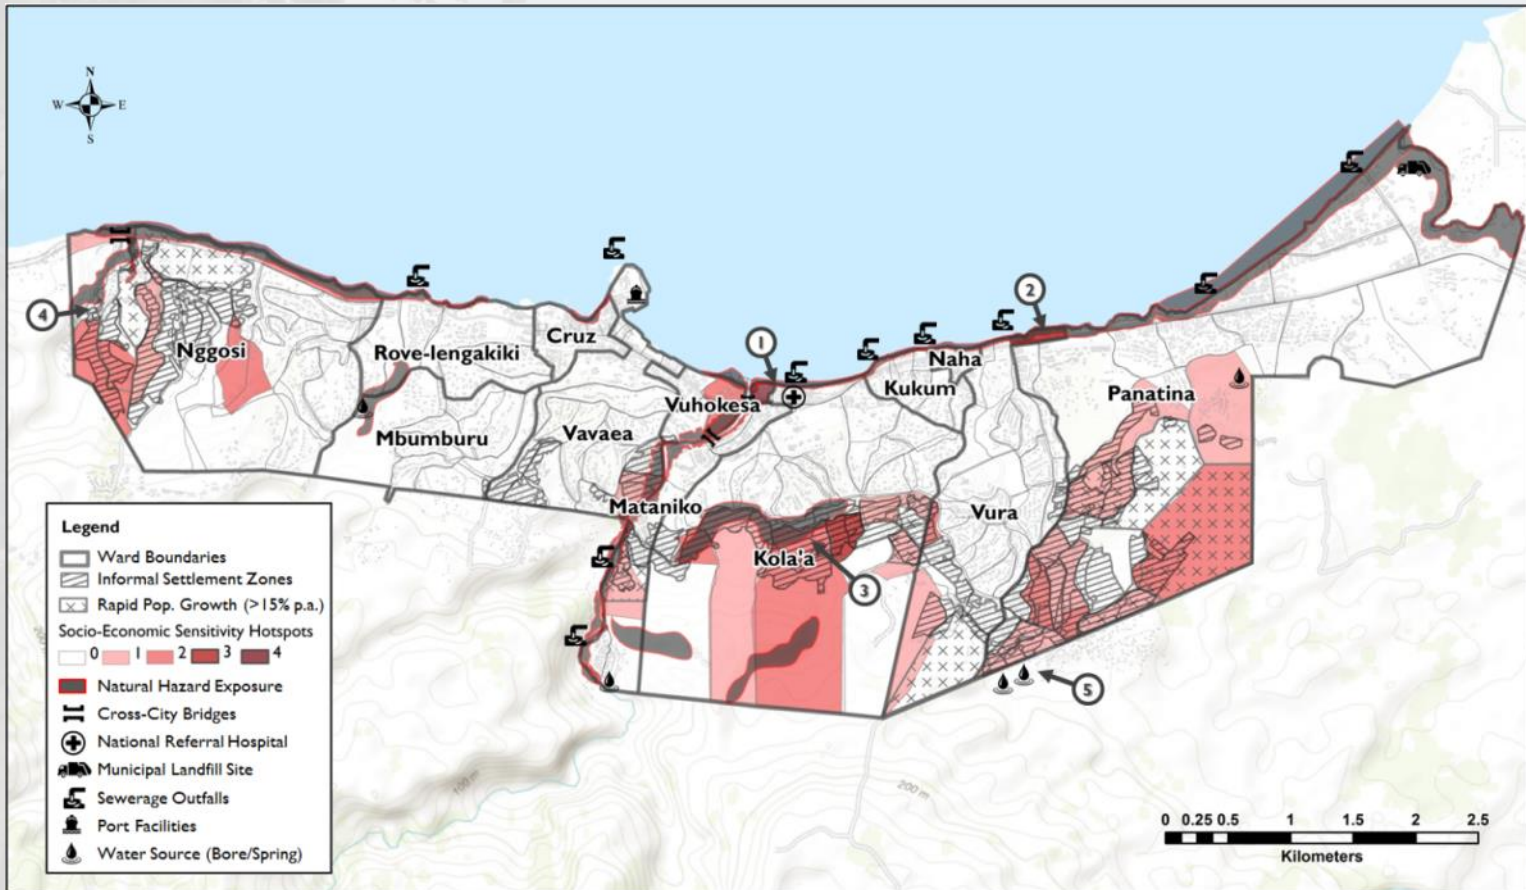 N
W E
S
1
2
4
Nggosi
Rove-lengakiki
Cruz
Naha
Kukum
Vuhokesa
Panatina
Mbumburu
Vavaea
Mataniko
Vura
Kola'a
3
5
100 m
200 m
Legend
Ward Boundaries
Informal Settlement Zones
Rapid Pop. Growth (>15% p.a.)
Socio-Economic Sensitivity Hotspots
0 1 2 3 4
Natural Hazard Exposure
Cross-City Bridges
National Referral Hospital
Municipal Landfill Site
Sewerage Outfalls
Port Facilities
Water Source (Bore/Spring)
0 0.25 0.5 1 1.5 2 2.5
Kilometers